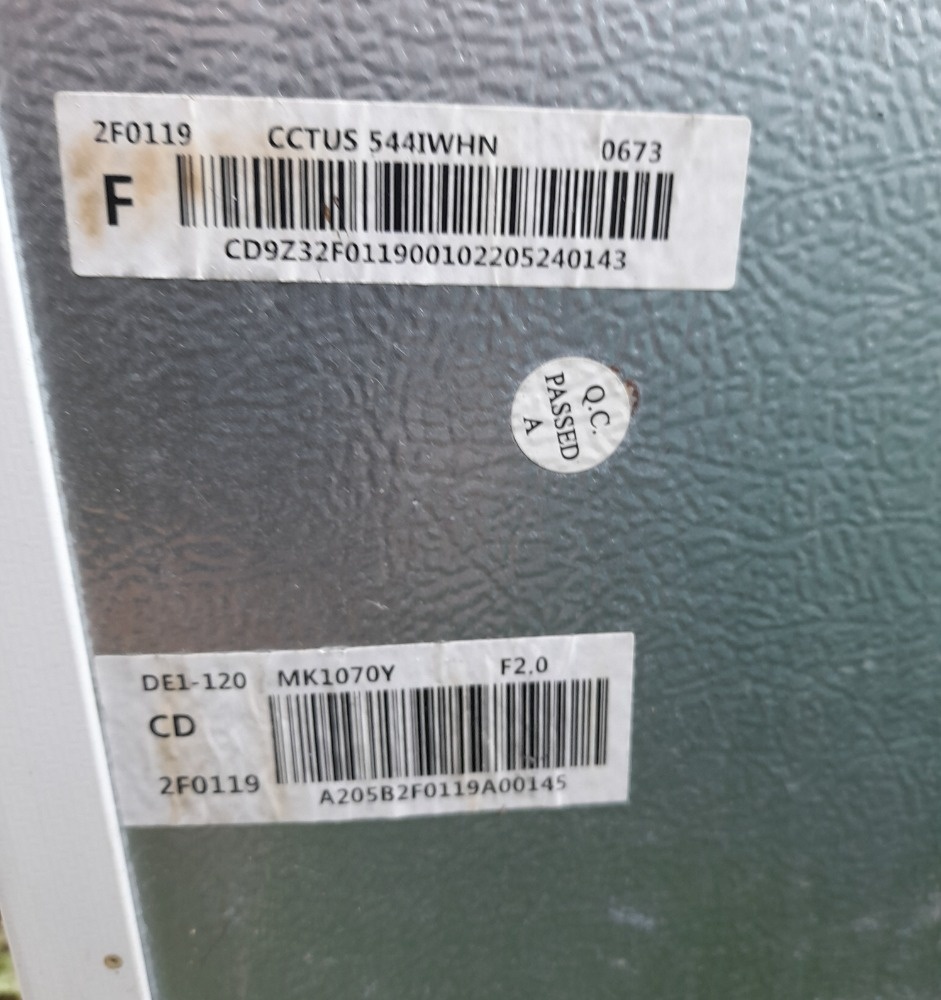 2F0119 CCTUS 544IWHN 0673
F
CD9Z32F011900102205240143
Q.C.
PASSED
A
DE1-120 MK1070Y F2.0
CD
2F0119
A205B2F0119A00145